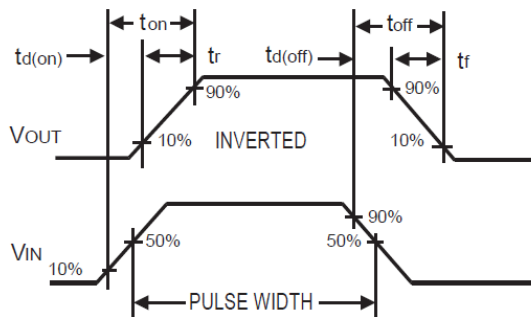 ton toff
td(on) tr td(off) tf
90% 90%
VOUT 10% INVERTED 10%
90%
VIN 50% 50%
10%
PULSE WIDTH